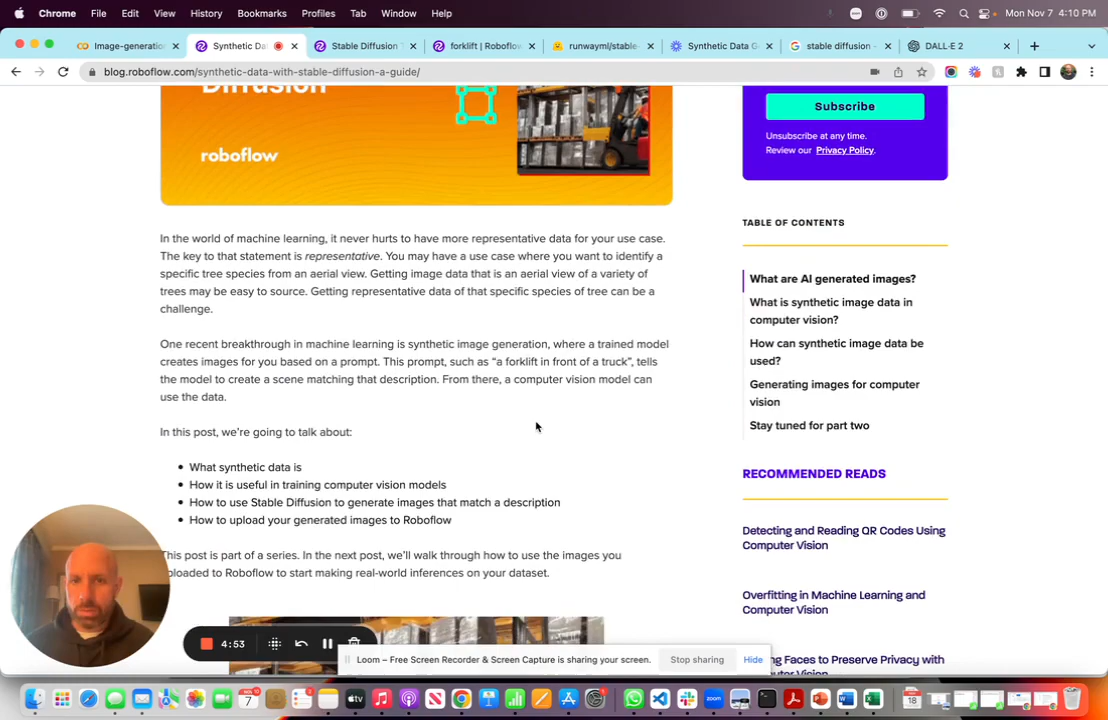 Chrome File Edit View History Bookmarks Profiles Tab Window Help Mon Nov 7 4:10 PM
Image-generation Synthetic Da Stable Diffusion T forklift | Roboflow runwayml/stable- Synthetic Data G stable diffusion - DALL·E 2
blog.roboflow.com/synthetic-data-with-stable-diffusion-a-guide/
Diffusion
roboflow
Subscribe
Unsubscribe at any time.
Review our Privacy Policy.
TABLE OF CONTENTS
What are AI generated images?
What is synthetic image data in
computer vision?
How can synthetic image data be
used?
Generating images for computer
vision
Stay tuned for part two
RECOMMENDED READS
Detecting and Reading QR Codes Using
Computer Vision
Overfitting in Machine Learning and
Computer Vision
ng Faces to Preserve Privacy with
In the world of machine learning, it never hurts to have more representative data for your use case.
The key to that statement is representative. You may have a use case where you want to identify a
specific tree species from an aerial view. Getting image data that is an aerial view of a variety of
trees may be easy to source. Getting representative data of that specific species of tree can be a
challenge.
One recent breakthrough in machine learning is synthetic image generation, where a trained model
creates images for you based on a prompt. This prompt, such as “a forklift in front of a truck”, tells
the model to create a scene matching that description. From there, a computer vision model can
use the data.
In this post, we’re going to talk about:
• What synthetic data is
• How it is useful in training computer vision models
• How to use Stable Diffusion to generate images that match a description
• How to upload your generated images to Roboflow
This post is part of a series. In the next post, we’ll walk through how to use the images you
uploaded to Roboflow to start making real-world inferences on your dataset.
4:53
Loom – Free Screen Recorder & Screen Capture is sharing your screen. Stop sharing Hide